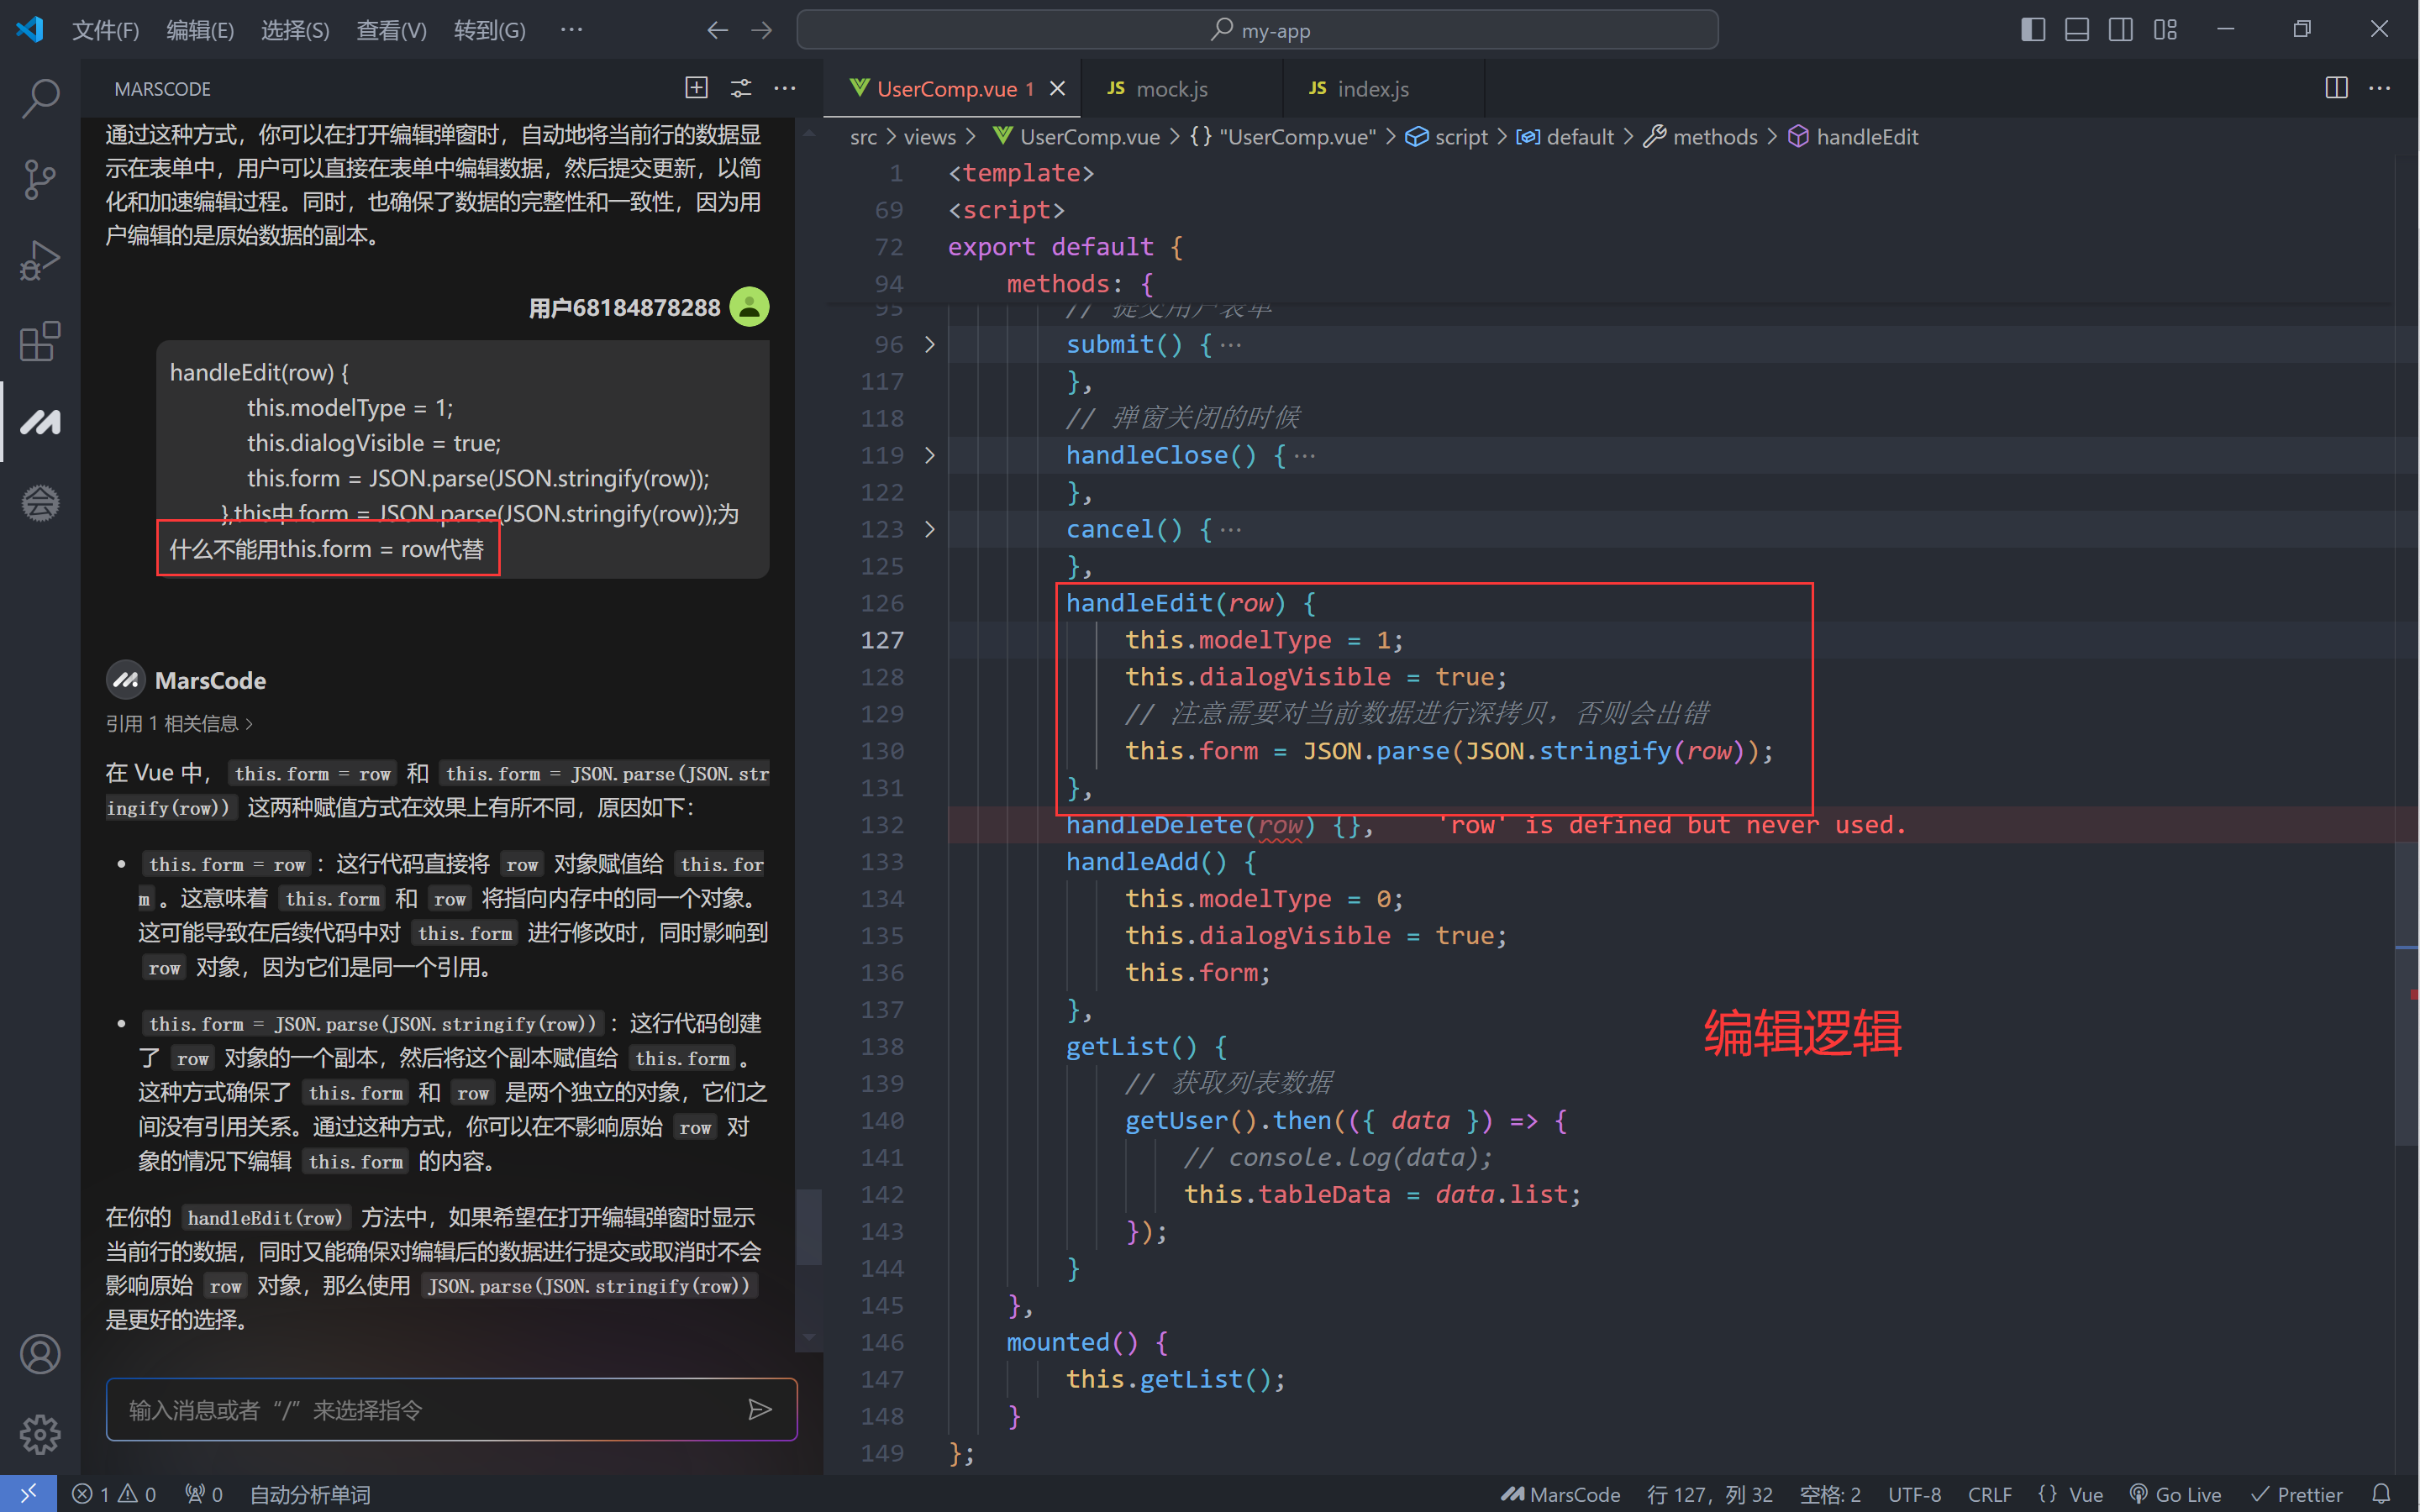 文件(F) 编辑(E) 选择(S) 查看(V) 转到(G) ··· my-app
MARSCODE
通过这种方式，你可以在打开编辑弹窗时，自动地将当前行的数据显
示在表单中，用户可以直接在表单中编辑数据，然后提交更新，以简
化和加速编辑过程。同时，也确保了数据的完整性和一致性，因为用
户编辑的是原始数据的副本。
用户68184878288
handleEdit(row) {
this.modelType = 1;
this.dialogVisible = true;
this.form = JSON.parse(JSON.stringify(row));
},this中form = JSON.parse(JSON.stringify(row));为
什么不能用this.form = row代替
MarsCode
引用 1 相关信息 >
在 Vue 中， this.form = row 和 this.form = JSON.parse(JSON.str
ingify(row)) 这两种赋值方式在效果上有所不同，原因如下：
• this.form = row ：这行代码直接将 row 对象赋值给 this.for
m 。这意味着 this.form 和 row 将指向内存中的同一个对象。
这可能导致在后续代码中对 this.form 进行修改时，同时影响到
row 对象，因为它们是同一个引用。
• this.form = JSON.parse(JSON.stringify(row)) ：这行代码创建
了 row 对象的一个副本，然后将这个副本赋值给 this.form 。
这种方式确保了 this.form 和 row 是两个独立的对象，它们之
间没有引用关系。通过这种方式，你可以在不影响原始 row 对
象的情况下编辑 this.form 的内容。
在你的 handleEdit(row) 方法中，如果希望在打开编辑弹窗时显示
当前行的数据，同时又能确保对编辑后的数据进行提交或取消时不会
影响原始 row 对象，那么使用 JSON.parse(JSON.stringify(row))
是更好的选择。
输入消息或者 “/” 来选择指令
UserComp.vue 1 JS mock.js JS index.js
src > views > UserComp.vue > {} "UserComp.vue" > script > default > methods > handleEdit
1 <template>
69 <script>
72 export default {
94 methods: {
95 // 提交用户表单
96 submit() {···
117 },
118 // 弹窗关闭的时候
119 handleClose() {···
122 },
123 cancel() {···
125 },
126 handleEdit(row) {
127 this.modelType = 1;
128 this.dialogVisible = true;
129 // 注意需要对当前数据进行深拷贝，否则会出错
130 this.form = JSON.parse(JSON.stringify(row));
131 },
132 handleDelete(row) {}, 'row' is defined but never used.
133 handleAdd() {
134 this.modelType = 0;
135 this.dialogVisible = true;
136 this.form;
137 },
138 getList() {
139 // 获取列表数据
140 getUser().then(({ data }) => {
141 // console.log(data);
142 this.tableData = data.list;
143 });
144 }
145 },
146 mounted() {
147 this.getList();
148 }
149 };
编辑逻辑
会
1 0 0 自动分析单词 MarsCode 行 127，列 32 空格: 2 UTF-8 CRLF {} Vue Go Live Prettier